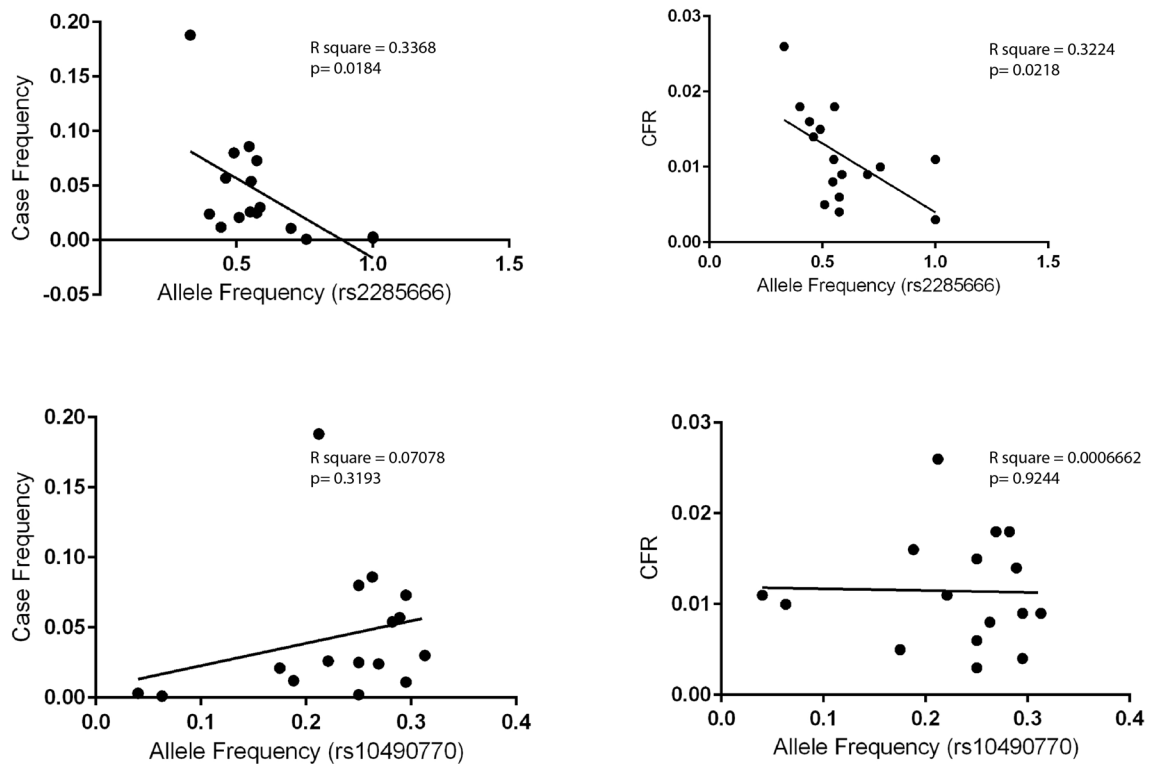 0.20
0.15
0.10
0.05
0.00
-0.05
Case Frequency
R square = 0.3368
p= 0.0184
0.5
1.0
1.5
Allele Frequency (rs2285666)
0.03
0.02
0.01
0.00
CFR
R square = 0.3224
p= 0.0218
0.0
0.5
1.0
1.5
Allele Frequency (rs2285666)
0.20
0.15
0.10
0.05
0.00
Case Frequency
R square = 0.07078
p= 0.3193
0.0
0.1
0.2
0.3
0.4
Allele Frequency (rs10490770)
0.03
0.02
0.01
0.00
CFR
R square = 0.0006662
p= 0.9244
0.0
0.1
0.2
0.3
0.4
Allele Frequency (rs10490770)